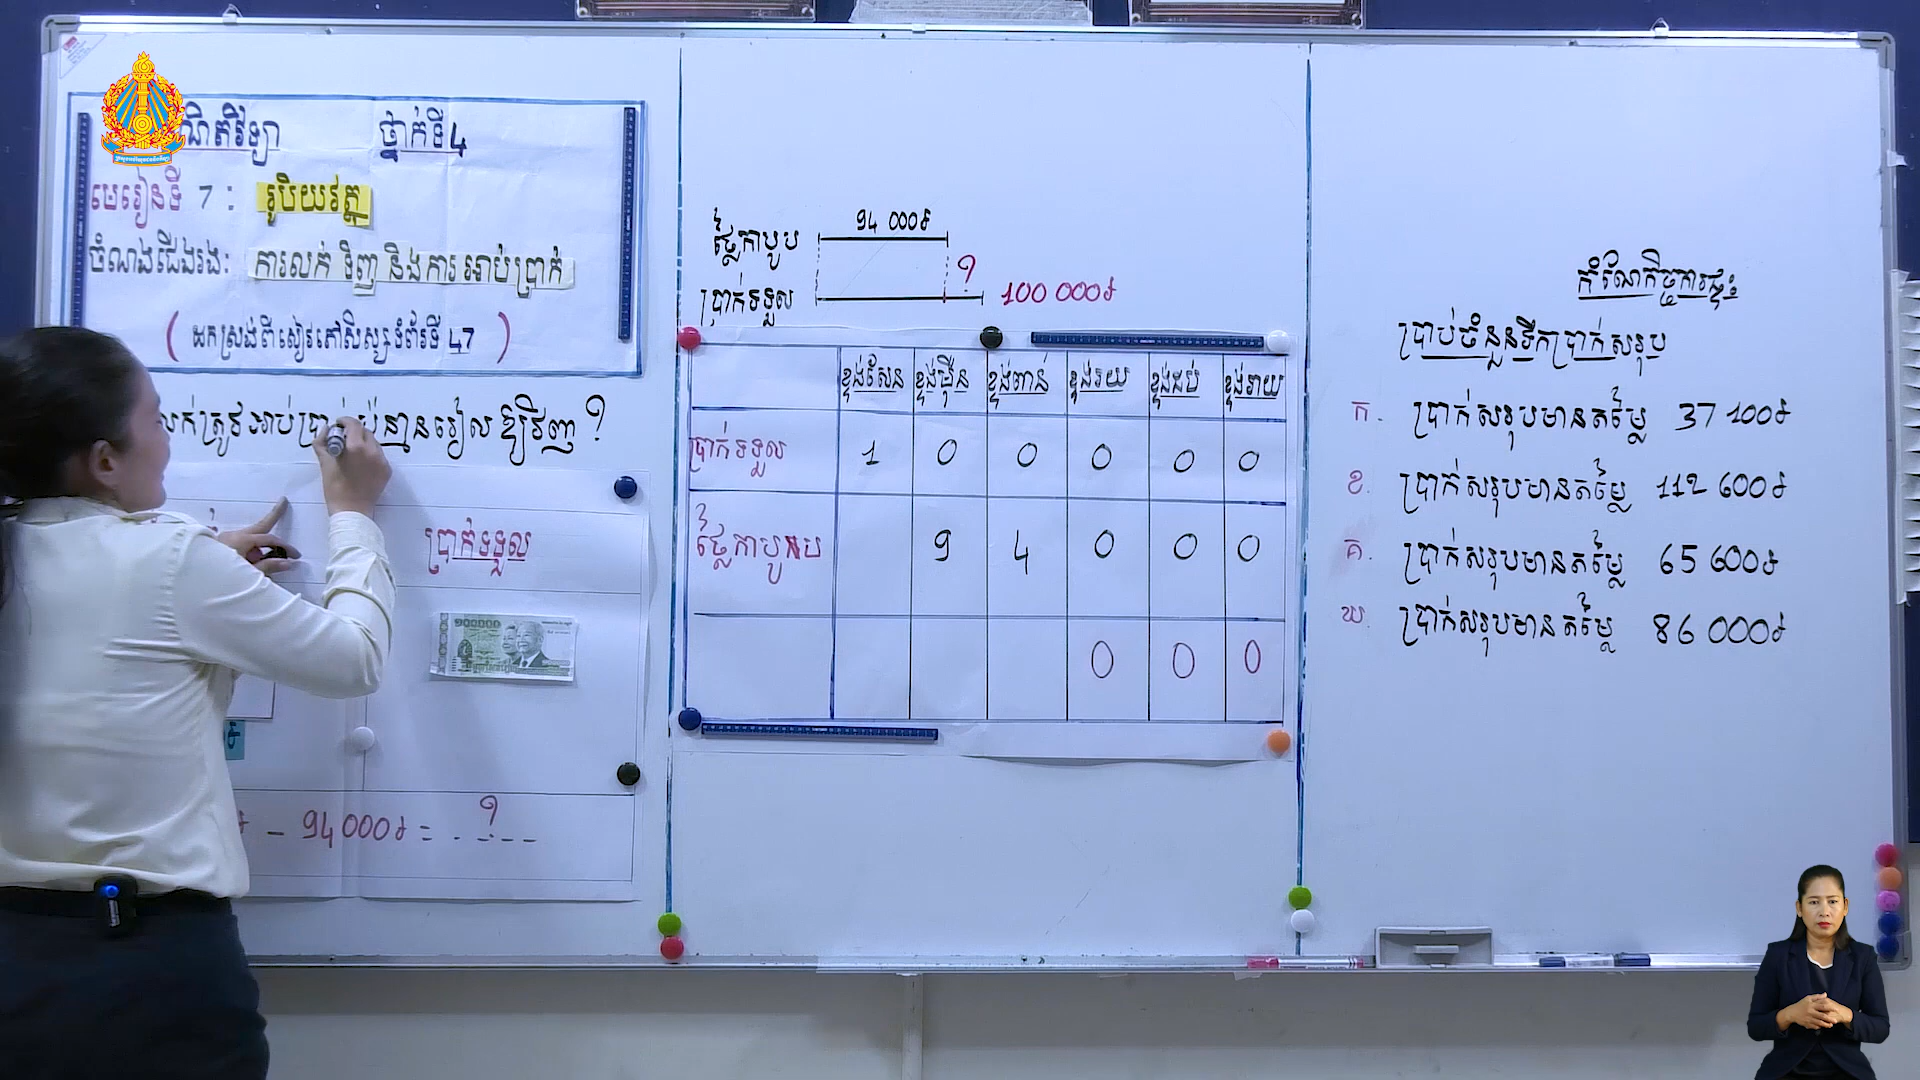 ណិតវិទ្យា ថ្នាក់ទី4
មេរៀនទី 7 : រូបិយវត្ថុ
ចំណងជើងរង: ការលក់ ទិញ និងការអាប់ប្រាក់
( ដកស្រង់ពីសៀវភៅសិស្សទំព័រទី 47 )
លក់ត្រូវអាប់ប្រាក់ប៉ុន្មានរៀលឱ្យវិញ ?
ប្រាក់ទទួល
100000
៛ - 94 000៛ = ?
94 000៛
ថ្លៃកាបូប
?
ប្រាក់ទទួល 100 000៛
ខ្ទង់សែន ខ្ទង់ម៉ឺន ខ្ទង់ពាន់ ខ្ទង់រយ ខ្ទង់ដប់ ខ្ទង់រាយ
ប្រាក់ទទួល 1 0 0 0 0 0
ថ្លៃកាបូប 9 4 0 0 0
0 0 0
កំណែកិច្ចការផ្ទះ
ប្រាប់ចំនួនទឹកប្រាក់សរុប
ក. ប្រាក់សរុបមានតម្លៃ 37 100៛
ខ. ប្រាក់សរុបមានតម្លៃ 112 600៛
គ. ប្រាក់សរុបមានតម្លៃ 65 600៛
ឃ. ប្រាក់សរុបមានតម្លៃ 86 000៛